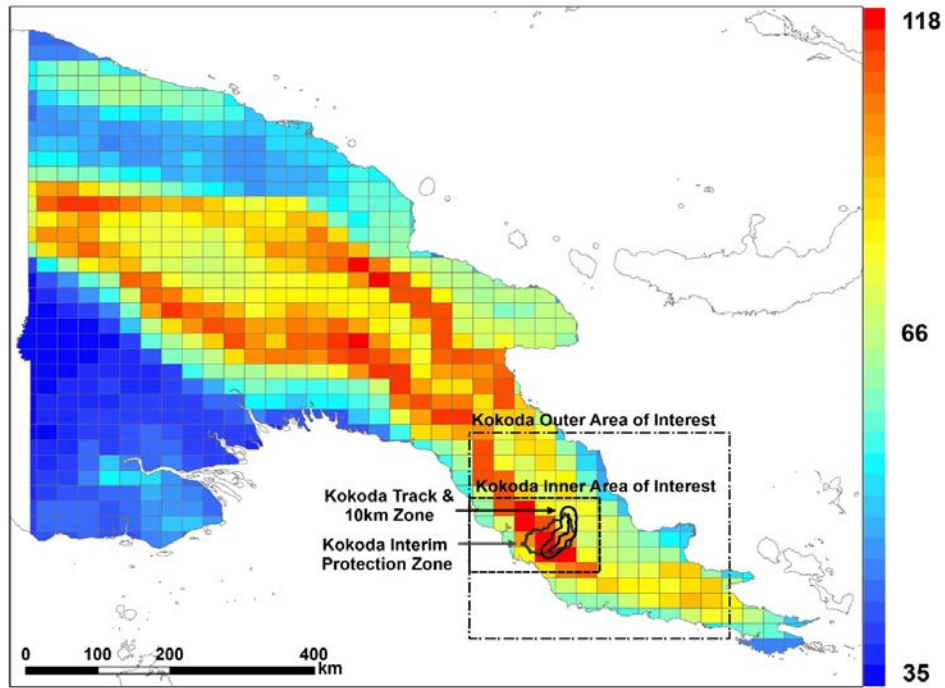 118
66
Kokoda Outer Area of Interest
Kokoda Inner Area of Interest
Kokoda Track &
10km Zone
Kokoda Interim
Protection Zone
0 100 200 400
km
35